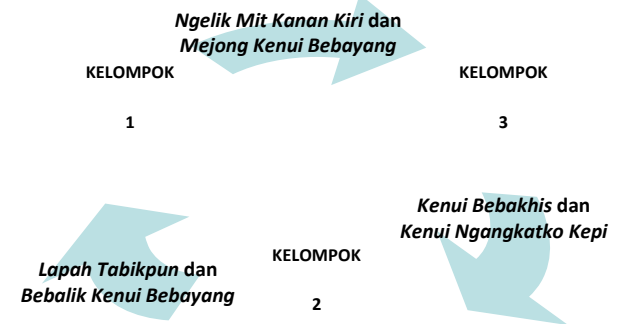 Ngelik Mit Kanan Kiri dan
Mejong Kenui Bebayang
KELOMPOK
1
KELOMPOK
3
Kenui Bebakhis dan
Kenui Ngangkatko Kepi
KELOMPOK
2
Lapah Tabikpun dan
Bebalik Kenui Bebayang